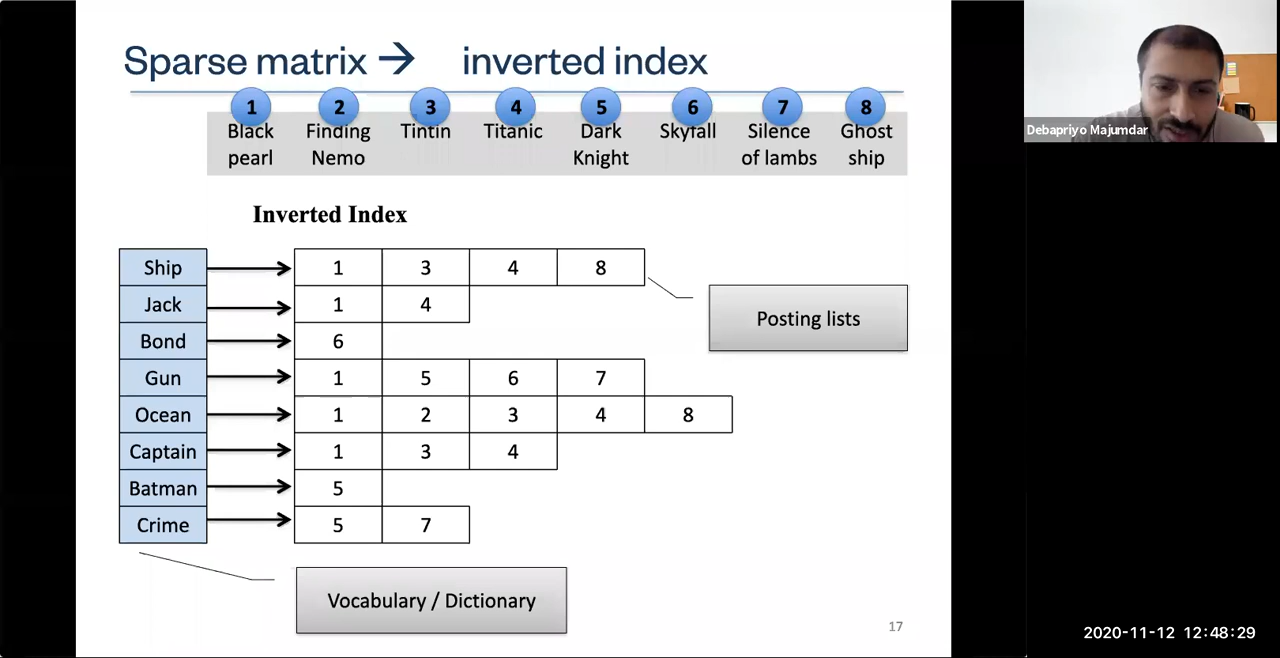 Sparse matrix → inverted index
1 2 3 4 5 6 7 8
Black Finding Tintin Titanic Dark Skyfall Silence Ghost
pearl Nemo Knight of lambs ship
Inverted Index
Ship 1 3 4 8
Jack 1 4
Posting lists
Bond 6
Gun 1 5 6 7
Ocean 1 2 3 4 8
Captain 1 3 4
Batman 5
Crime 5 7
Vocabulary / Dictionary
17
Debapriyo Majumdar
2020-11-12 12:48:29